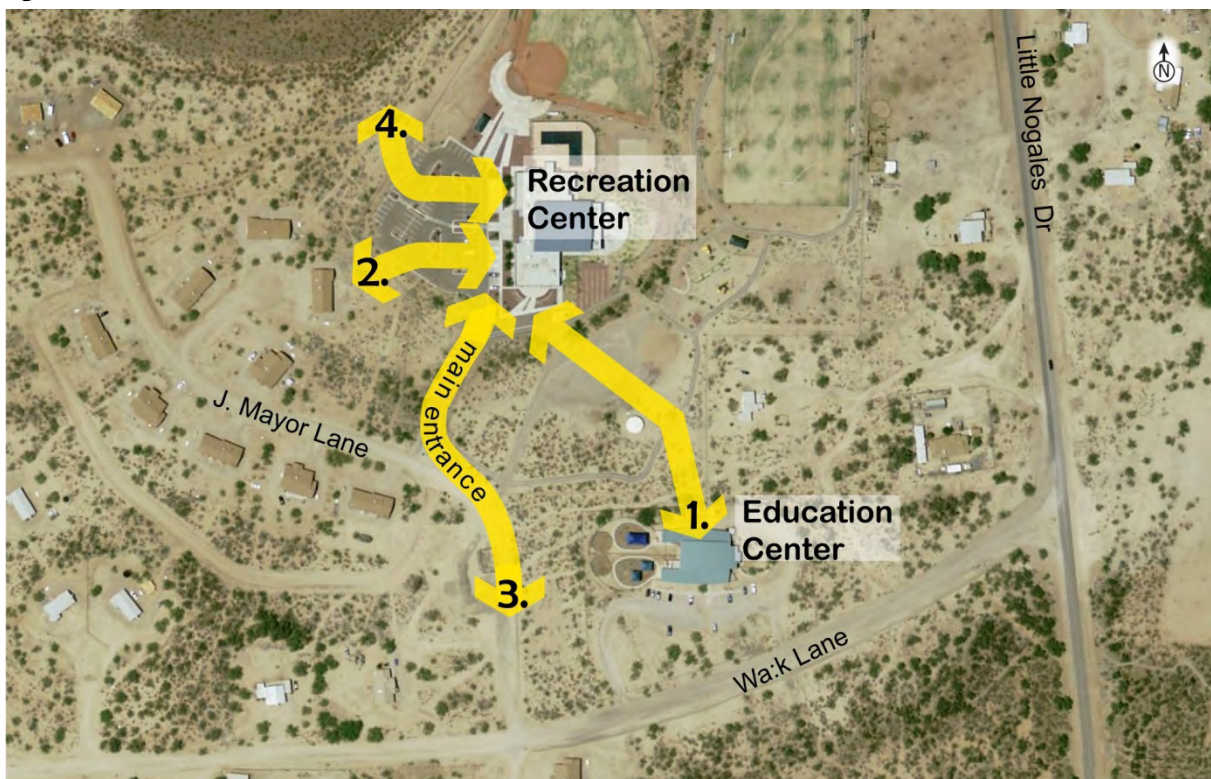 N
Little Nogales Dr
4.
Recreation
Center
2.
main entrance
J. Mayor Lane
1.
Education
Center
3.
Wa:k Lane